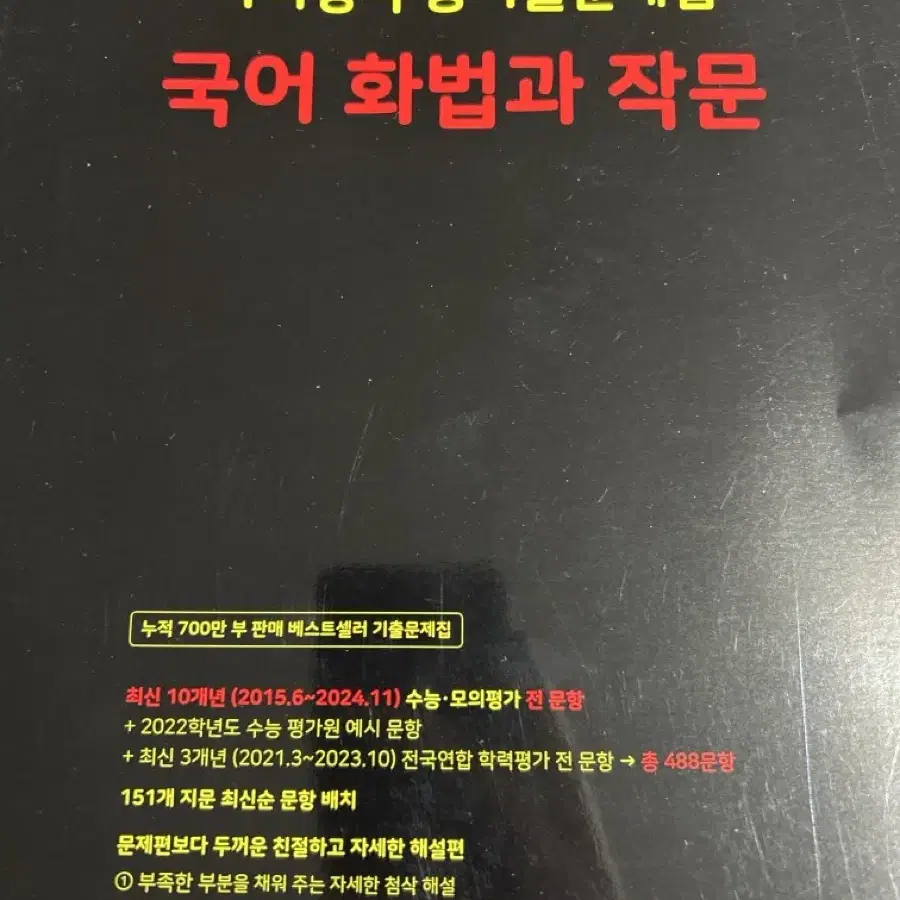 국어 화법과 작문
누적 700만 부 판매 베스트셀러 기출문제집
최신 10개년 (2015.6~2024.11) 수능·모의평가 전 문항
+ 2022학년도 수능 평가원 예시 문항
+ 최신 3개년 (2021.3~2023.10) 전국연합 학력평가 전 문항 → 총 488문항
151개 지문 최신순 문항 배치
문제편보다 두꺼운 친절하고 자세한 해설편
① 부족한 부분을 채워 주는 자세한 첨삭 해설